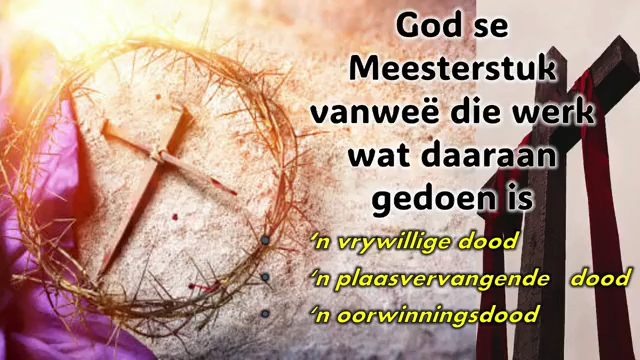 God se
Meesterstuk
vanweë die werk
wat daaraan
gedoen is
‘n vrywillige dood
‘n plaasvervangende dood
‘n oorwinningsdood